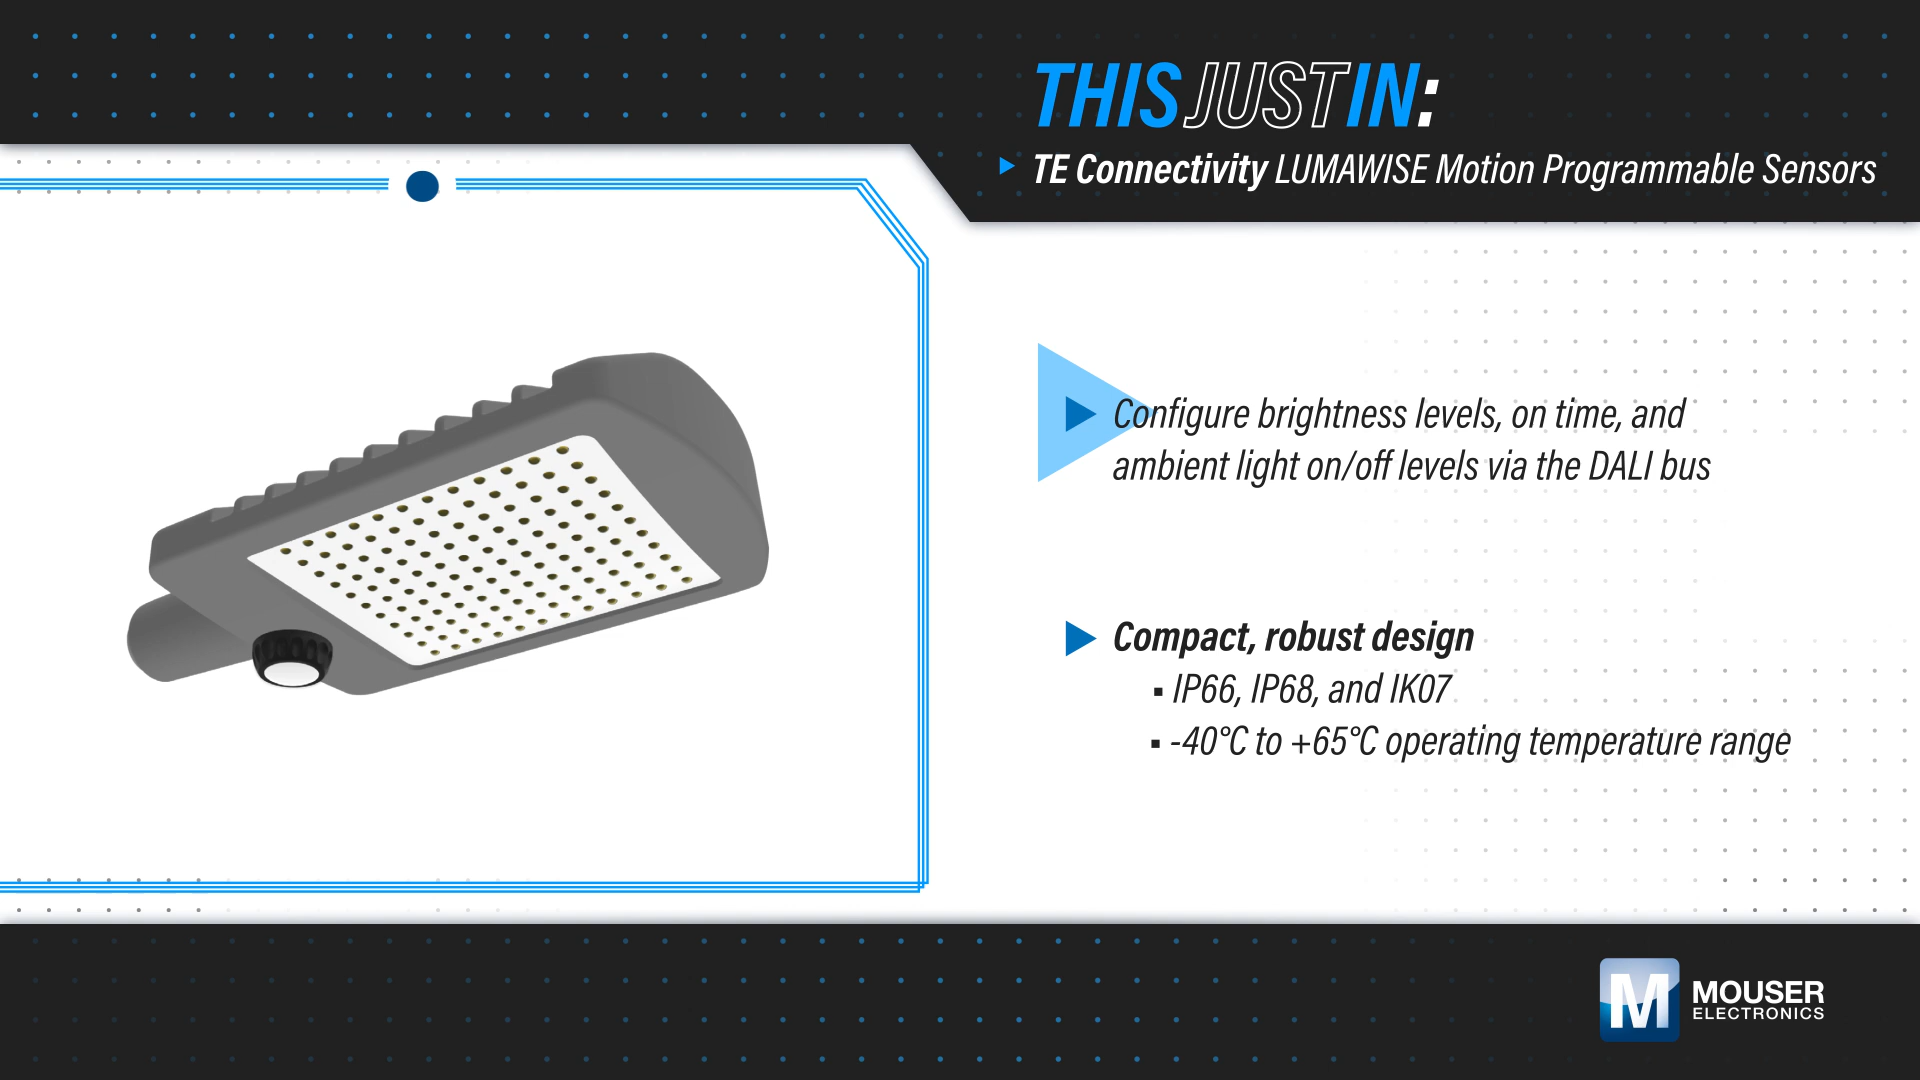 THIS JUST IN:
TE Connectivity LUMAWISE Motion Programmable Sensors
Configure brightness levels, on time, and
ambient light on/off levels via the DALI bus
Compact, robust design
▪ IP66, IP68, and IK07
▪ -40°C to +65°C operating temperature range
M
MOUSER
ELECTRONICS